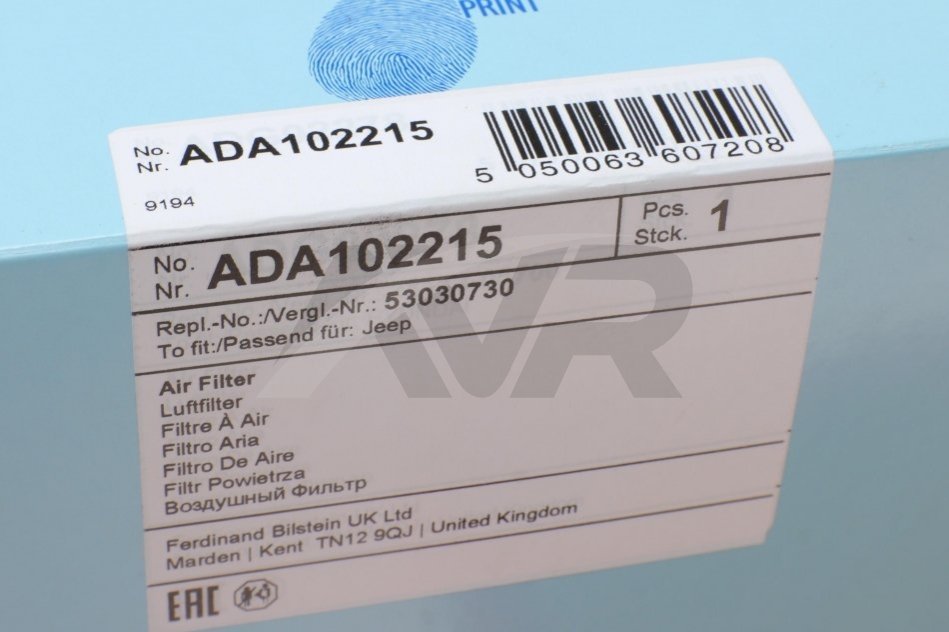 PRINT
No. ADA102215
Nr.
5 050063 607208
9194
No. ADA102215
Nr.
Pcs. 1
Stck.
Repl.-No.:/Vergl.-Nr.: 53030730
To fit:/Passend für: Jeep
Air Filter
Luftfilter
Filtre À Air
Filtro Aria
Filtro De Aire
Filtr Powietrza
Воздушный Фильтр
Ferdinand Bilstein UK Ltd
Marden | Kent TN12 9QJ | United Kingdom
EAC
AVR